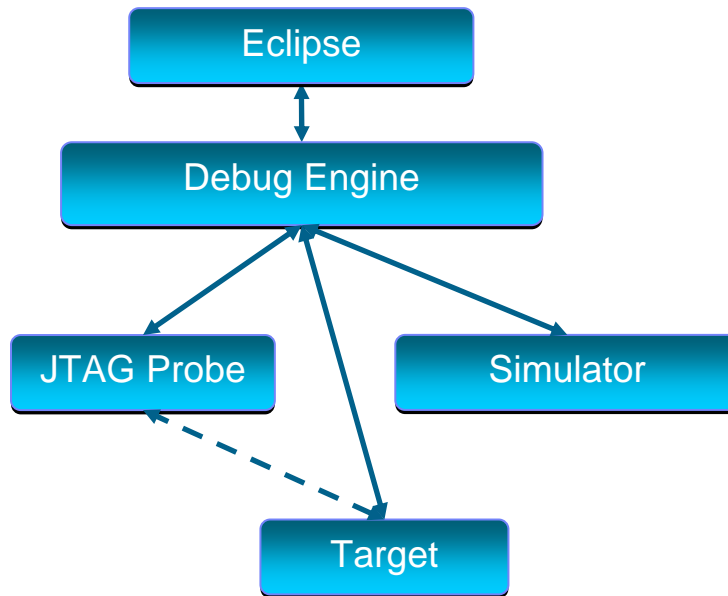 Eclipse
Debug Engine
JTAG Probe
Simulator
Target